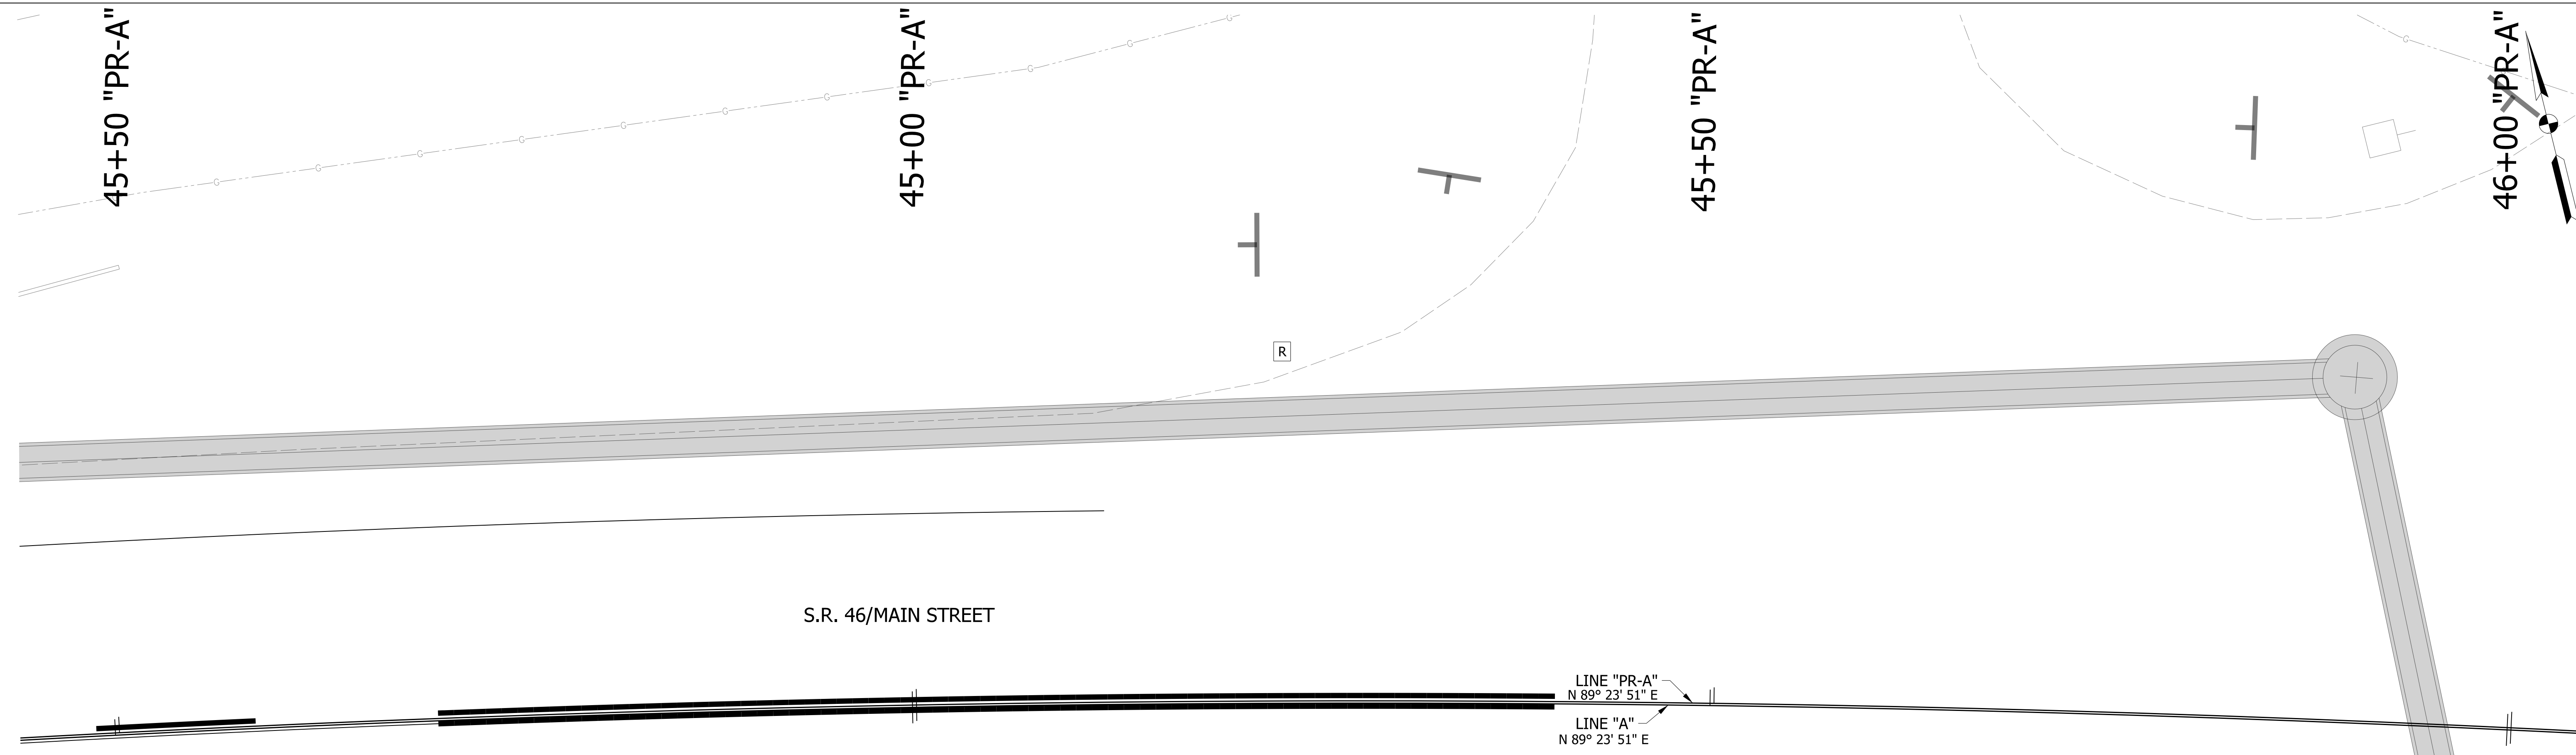 45+50 "PR-A"
45+00 "PR-A"
45+50 "PR-A"
46+00 "PR-A"
G
G
G
G
G
G
G
G
G
G
G
G
R
S.R. 46/MAIN STREET
LINE "PR-A"
N 89° 23' 51" E
LINE "A"
N 89° 23' 51" E